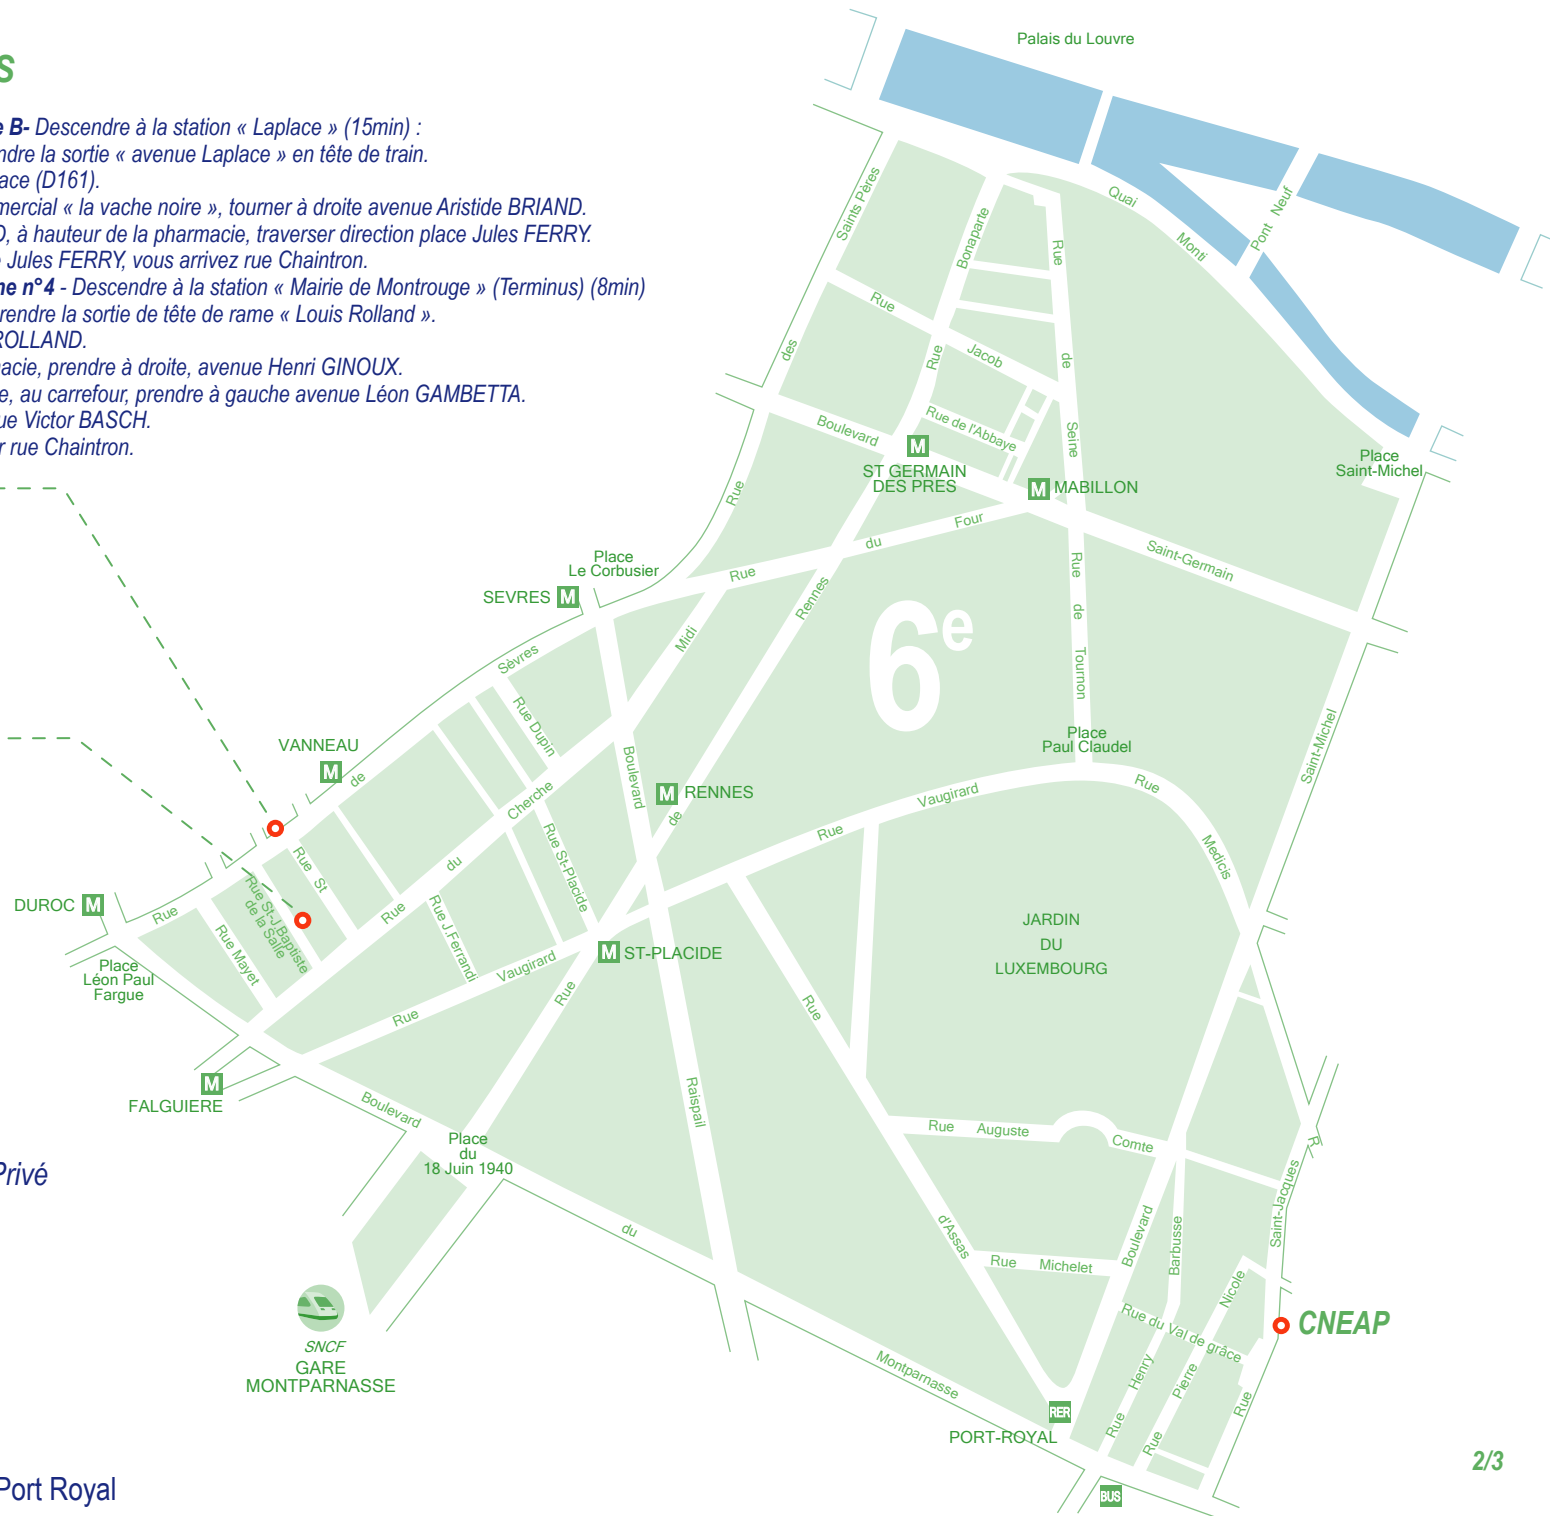 S
e B- Descendre à la station « Laplace » (15min) :
ndre la sortie « avenue Laplace » en tête de train.
ace (D161).
mercial « la vache noire », tourner à droite avenue Aristide BRIAND.
D, à hauteur de la pharmacie, traverser direction place Jules FERRY.
e Jules FERRY, vous arrivez rue Chaintron.
ne n°4 - Descendre à la station « Mairie de Montrouge » (Terminus) (8min)
rendre la sortie de tête de rame « Louis Rolland ».
ROLLAND.
nacie, prendre à droite, avenue Henri GINOUX.
e, au carrefour, prendre à gauche avenue Léon GAMBETTA.
ue Victor BASCH.
r rue Chaintron.
Palais du Louvre
Quai
Monti
Pont Neuf
Saints Pères
des
Rue
Bonaparte
Rue
Rue
de
Seine
Rue
Jacob
Rue de l'Abbaye
Boulevard
M
ST GERMAIN
DES PRES
M MABILLON
Saint-Germain
Place
Saint-Michel
Place
Le Corbusier
SEVRES M
Rue
du
Four
Rue
de
Tournon
6e
Rennes
Midi
Sèvres
Rue Dupin
Boulevard
Place
Paul Claudel
Saint-Michel
VANNEAU
M
de
Cherche
M RENNES
de
Vaugirard
Rue
Rue
Medicis
Rue St-Placide
du
Rue St
Rue St-J Baptiste
de la Salle
DUROC M
Rue
Rue
Rue J.Ferrandi
Rue Mayet
Place
Léon Paul
Fargue
Vaugirard
M ST-PLACIDE
Rue
Rue
Rue
JARDIN
DU
LUXEMBOURG
M
FALGUIERE
Boulevard
Raispail
Place
du
18 Juin 1940
Rue Auguste
Comte
R
Privé
du
d'Assas
Rue Michelet
Boulevard
Barbusse
Saint-Jacques
Nicole
Rue du Val de grâce
CNEAP
SNCF
GARE
MONTPARNASSE
Montparnasse
Henry
Pierre
Rue
Rue
Rue
RER
PORT-ROYAL
BUS
2/3
Port Royal